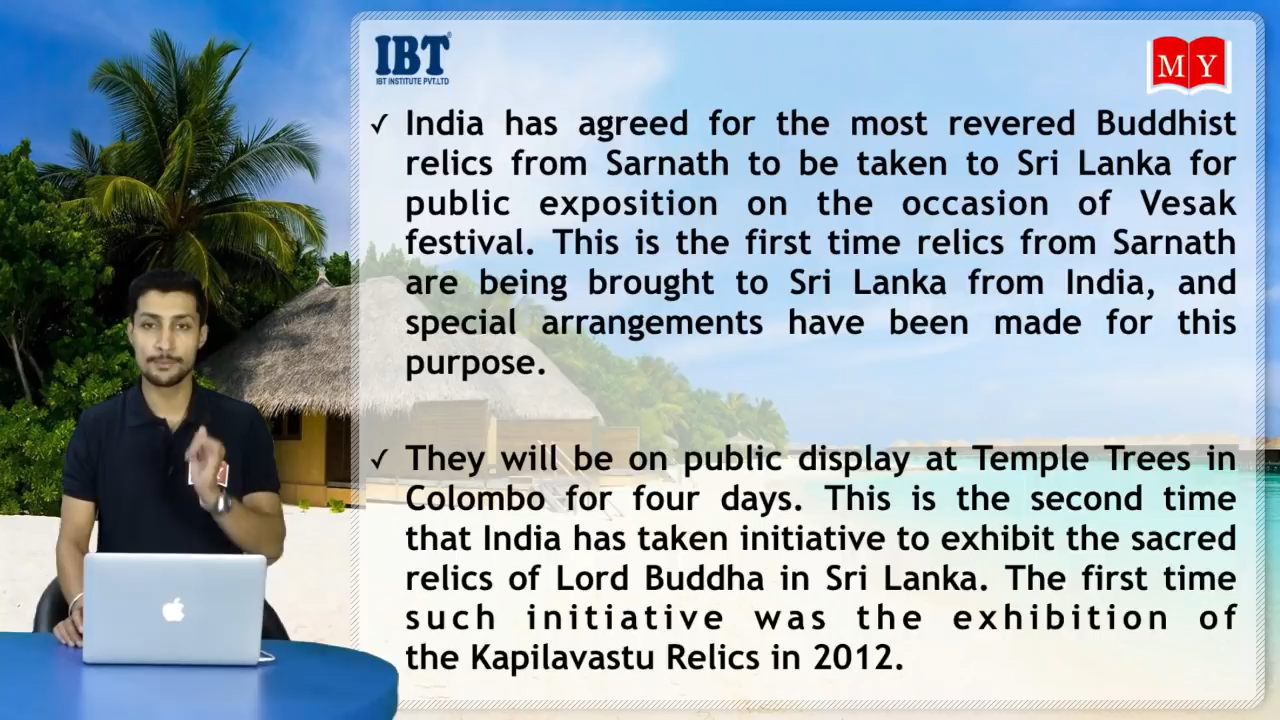 IBT
IBT INSTITUTE PVT.LTD
M Y
✓ India has agreed for the most revered Buddhist
relics from Sarnath to be taken to Sri Lanka for
public exposition on the occasion of Vesak
festival. This is the first time relics from Sarnath
are being brought to Sri Lanka from India, and
special arrangements have been made for this
purpose.
✓ They will be on public display at Temple Trees in
Colombo for four days. This is the second time
that India has taken initiative to exhibit the sacred
relics of Lord Buddha in Sri Lanka. The first time
such initiative was the exhibition of
the Kapilavastu Relics in 2012.